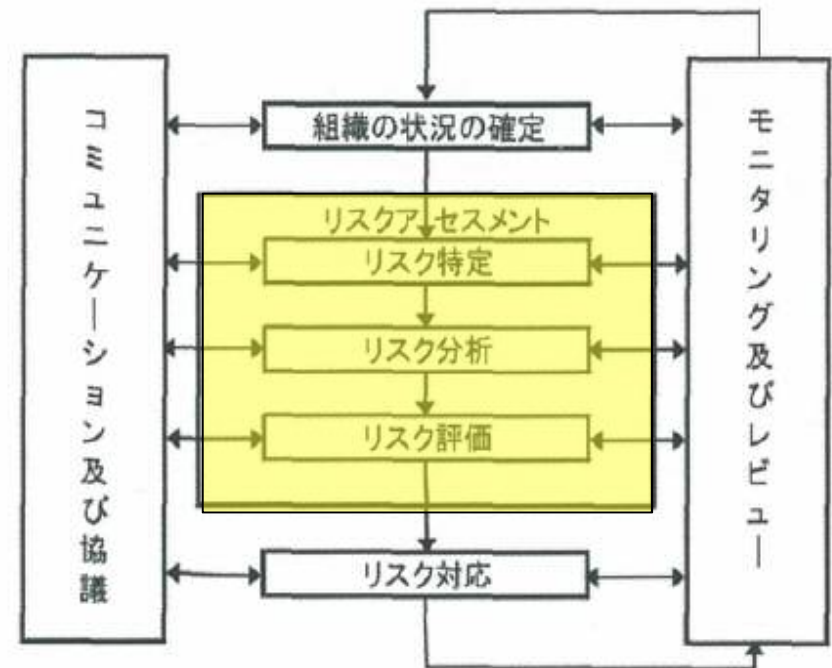 コミュニケーション及び協議
組織の状況の確定
リスクアセスメント
リスク特定
リスク分析
リスク評価
リスク対応
モニタリング及びレビュー